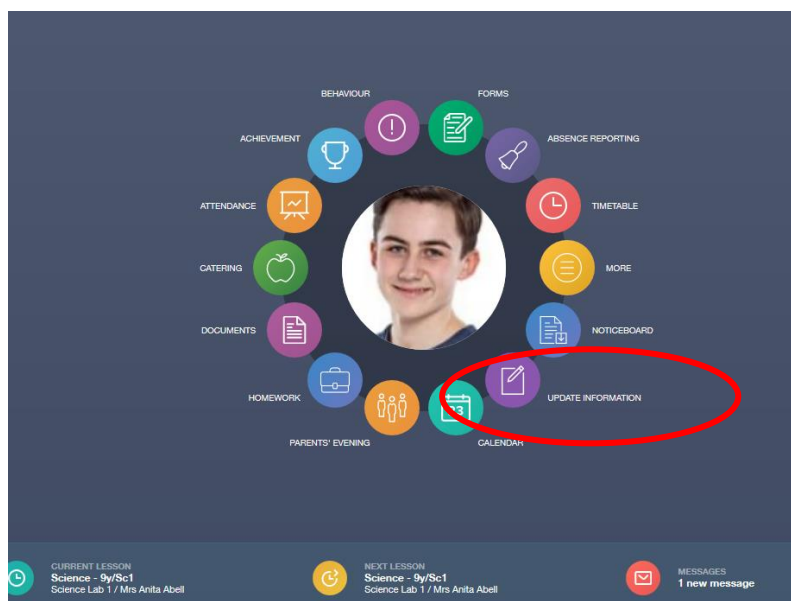 BEHAVIOUR
FORMS
ACHIEVEMENT
ABSENCE REPORTING
ATTENDANCE
TIMETABLE
CATERING
MORE
DOCUMENTS
NOTICEBOARD
HOMEWORK
UPDATE INFORMATION
23
PARENTS' EVENING
CALENDAR
CURRENT LESSON
Science - 9y/Sc1
Science Lab 1 / Mrs Anita Abell
NEXT LESSON
Science - 9y/Sc1
Science Lab 1 / Mrs Anita Abell
MESSAGES
1 new message